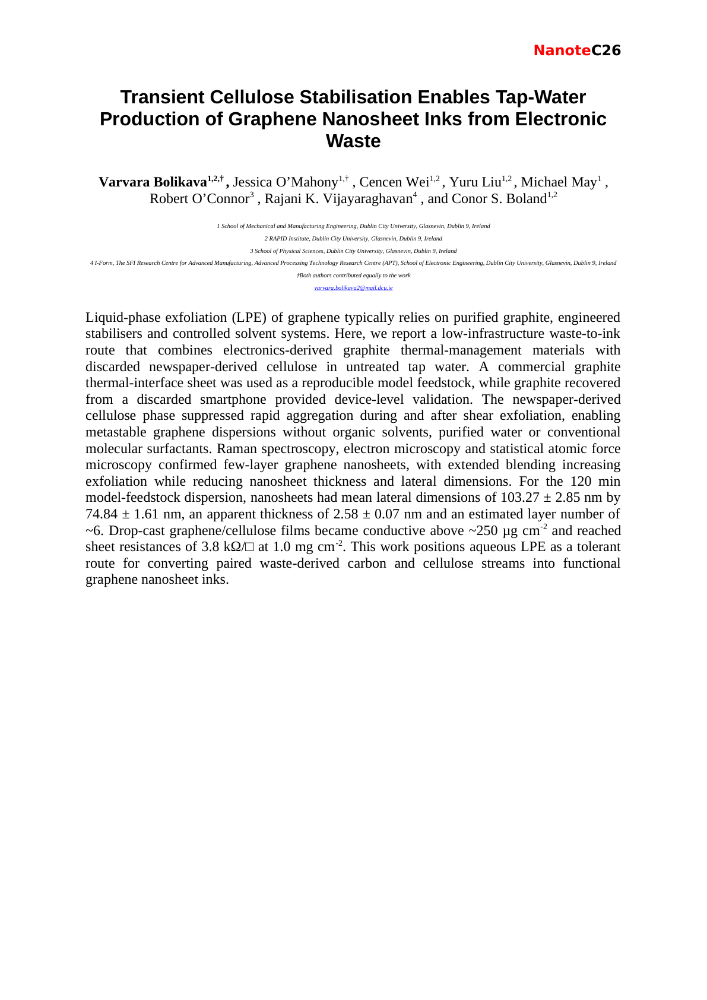 NanoteC26
Transient Cellulose Stabilisation Enables Tap-Water
Production of Graphene Nanosheet Inks from Electronic
Waste
Varvara Bolikava1,2,† , Jessica O’Mahony1,† , Cencen Wei1,2 , Yuru Liu1,2 , Michael May1 ,
Robert O’Connor3 , Rajani K. Vijayaraghavan4 , and Conor S. Boland1,2
1 School of Mechanical and Manufacturing Engineering, Dublin City University, Glasnevin, Dublin 9, Ireland
2 RAPID Institute, Dublin City University, Glasnevin, Dublin 9, Ireland
3 School of Physical Sciences, Dublin City University, Glasnevin, Dublin 9, Ireland
4 I-Form, The SFI Research Centre for Advanced Manufacturing, Advanced Processing Technology Research Centre (APT), School of Electronic Engineering, Dublin City University, Glasnevin, Dublin 9, Ireland
†Both authors contributed equally to the work
varvara.bolikava2@mail.dcu.ie
Liquid-phase exfoliation (LPE) of graphene typically relies on purified graphite, engineered
stabilisers and controlled solvent systems. Here, we report a low-infrastructure waste-to-ink
route that combines electronics-derived graphite thermal-management materials with
discarded newspaper-derived cellulose in untreated tap water. A commercial graphite
thermal-interface sheet was used as a reproducible model feedstock, while graphite recovered
from a discarded smartphone provided device-level validation. The newspaper-derived
cellulose phase suppressed rapid aggregation during and after shear exfoliation, enabling
metastable graphene dispersions without organic solvents, purified water or conventional
molecular surfactants. Raman spectroscopy, electron microscopy and statistical atomic force
microscopy confirmed few-layer graphene nanosheets, with extended blending increasing
exfoliation while reducing nanosheet thickness and lateral dimensions. For the 120 min
model-feedstock dispersion, nanosheets had mean lateral dimensions of 103.27 ± 2.85 nm by
74.84 ± 1.61 nm, an apparent thickness of 2.58 ± 0.07 nm and an estimated layer number of
~6. Drop-cast graphene/cellulose films became conductive above ~250 µg cm-2 and reached
sheet resistances of 3.8 kΩ/□ at 1.0 mg cm-2. This work positions aqueous LPE as a tolerant
route for converting paired waste-derived carbon and cellulose streams into functional
graphene nanosheet inks.